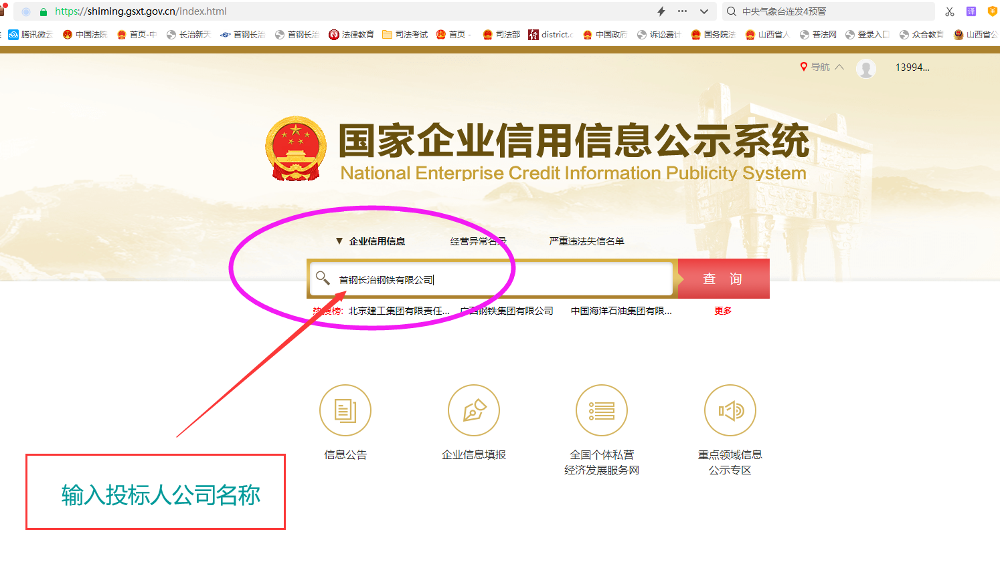 https://shiming.gsxt.gov.cn/index.html
中央气象台连发4预警
译
腾讯微云
中国法院
首页-中
长治新天
首钢长治
首钢长治
法律教育
司法考试
首页 -
司法部
district.c
中国政府
诉讼费计
国务院法
山西省人
普法网
登录入口
众合教育
山西省公
导航
13994...
国家企业信用信息公示系统
National Enterprise Credit Information Publicity System
企业信用信息
经营异常名录
严重违法失信名单
首钢长治钢铁有限公司
查 询
热搜榜:
北京建工集团有限责任...
广西钢铁集团有限公司
中国海洋石油集团有限...
更多
信息公告
企业信息填报
全国个体私营
经济发展服务网
重点领域信息
公示专区
输入投标人公司名称